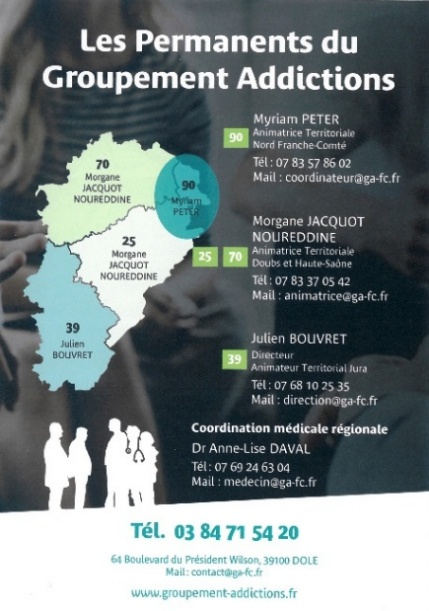 Les Permanents du
Groupement Addictions
70
Morgane
JACQUOT
NOUREDDINE
90
Myriam
PETER
25
Morgane
JACQUOT
NOUREDDINE
39
Julien
BOUVRET
90
Myriam PETER
Animatrice Territoriale
Nord Franche-Comté
Tél : 07 83 57 86 02
Mail : coordinateur@ga-fc.fr
25 70
Morgane JACQUOT
NOUREDDINE
Animatrice Territoriale
Doubs et Haute-Saône
Tél : 07 83 37 05 42
Mail : animatrice@ga-fc.fr
39
Julien BOUVRET
Directeur
Animateur Territorial Jura
Tél : 07 68 10 25 35
Mail : direction@ga-fc.fr
Coordination médicale régionale
Dr Anne-Lise DAVAL
Tél : 07 69 24 63 04
Mail : medecin@ga-fc.fr
Tél. 03 84 71 54 20
64 Boulevard du Président Wilson, 39100 DOLE
Mail : contact@ga-fc.fr
www.groupement-addictions.fr